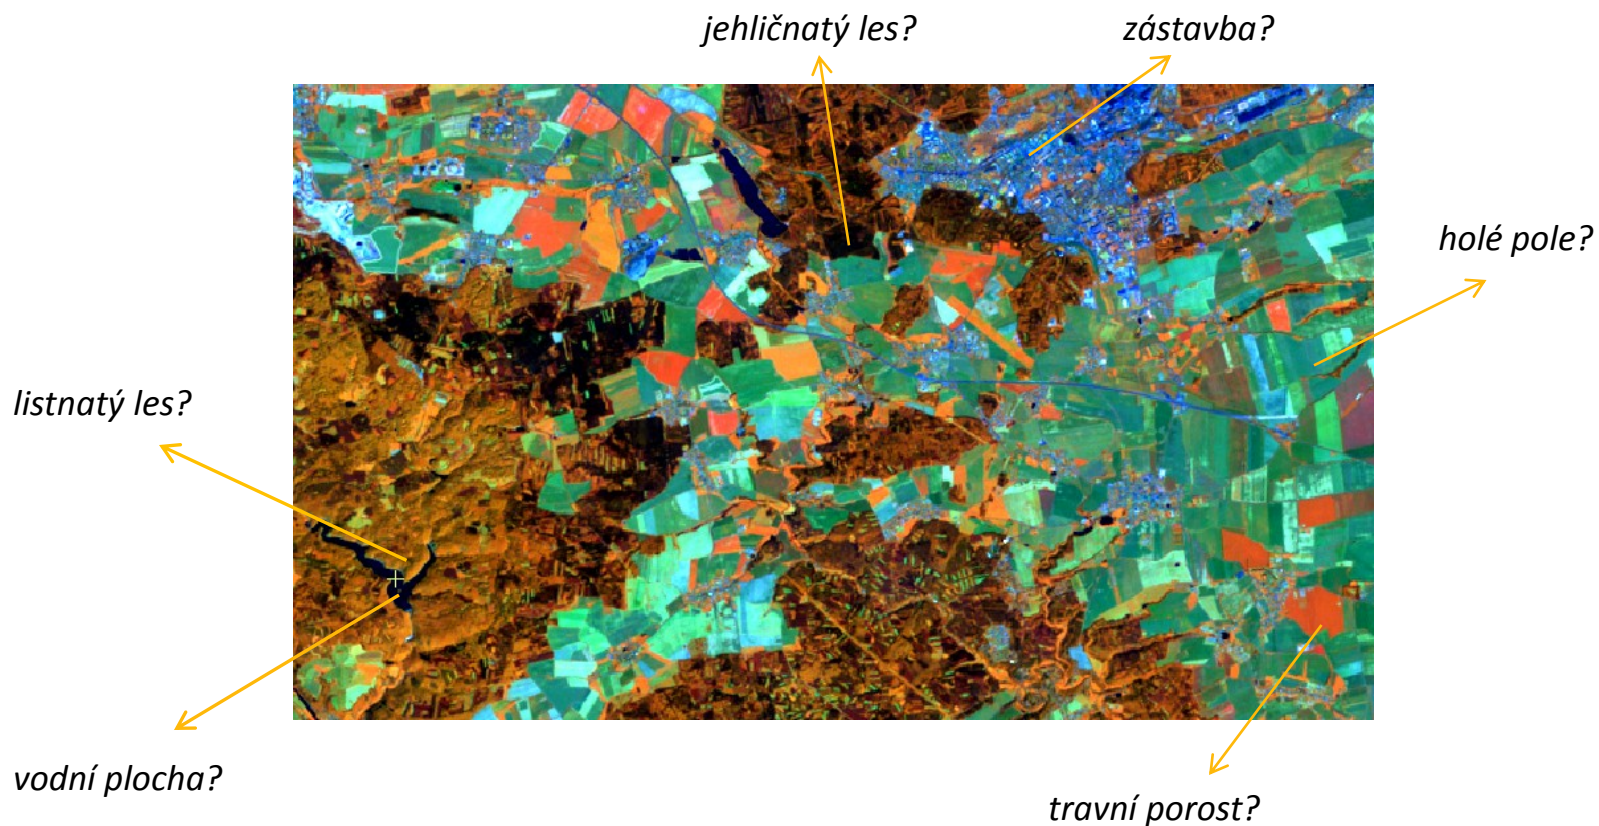 jehličnatý les?
zástavba?
holé pole?
listnatý les?
vodní plocha?
travní porost?